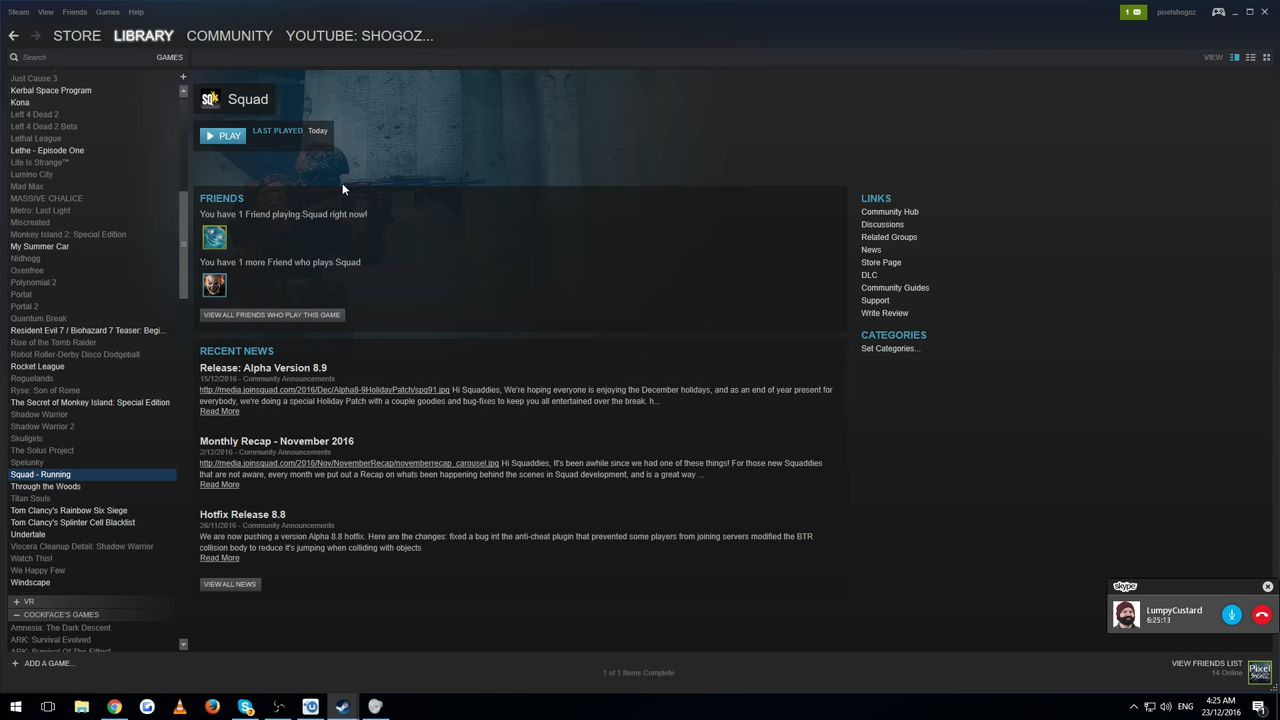 Steam View Friends Games Help
1
pixelshogoz
STORE LIBRARY COMMUNITY YOUTUBE: SHOGOZ...
Search GAMES
VIEW
Just Cause 3
Kerbal Space Program
Kona
Left 4 Dead 2
Left 4 Dead 2 Beta
Lethal League
Lethe - Episode One
Life Is Strange™
Lumino City
Mad Max
MASSIVE CHALICE
Metro: Last Light
Miscreated
Monkey Island 2: Special Edition
My Summer Car
Nidhogg
Oxenfree
Polynomial 2
Portal
Portal 2
Quantum Break
Resident Evil 7 / Biohazard 7 Teaser: Begi...
Rise of the Tomb Raider
Robot Roller-Derby Disco Dodgeball
Rocket League
Roguelands
Ryse: Son of Rome
The Secret of Monkey Island: Special Edition
Shadow Warrior
Shadow Warrior 2
Skullgirls
The Solus Project
Spelunky
Squad - Running
Through the Woods
Titan Souls
Tom Clancy's Rainbow Six Siege
Tom Clancy's Splinter Cell Blacklist
Undertale
Viscera Cleanup Detail: Shadow Warrior
Watch This!
We Happy Few
Windscape
+ VR
− COCKFACE'S GAMES
Amnesia: The Dark Descent
ARK: Survival Evolved
ARK: Survival Of The Fittest
+ ADD A GAME...
SQ Squad
PLAY
LAST PLAYED Today
FRIENDS
You have 1 Friend playing Squad right now!
You have 1 more Friend who plays Squad
VIEW ALL FRIENDS WHO PLAY THIS GAME
RECENT NEWS
Release: Alpha Version 8.9
15/12/2016 - Community Announcements
http://media.joinsquad.com/2016/Dec/Alpha8-9HolidayPatch/spq91.jpg Hi Squaddies, We're hoping everyone is enjoying the December holidays, and as an end of year present for
everybody, we're doing a special Holiday Patch with a couple goodies and bug-fixes to keep you all entertained over the break. h...
Read More
Monthly Recap - November 2016
2/12/2016 - Community Announcements
http://media.joinsquad.com/2016/Nov/NovemberRecap/novemberrecap_carousel.jpg Hi Squaddies, It's been awhile since we had one of these things! For those new Squaddies
that are not aware, every month we put out a Recap on whats been happening behind the scenes in Squad development, and is a great way ...
Read More
Hotfix Release 8.8
26/11/2016 - Community Announcements
We are now pushing a version Alpha 8.8 hotfix. Here are the changes: fixed a bug int the anti-cheat plugin that prevented some players from joining servers modified the BTR
collision body to reduce it's jumping when colliding with objects
Read More
VIEW ALL NEWS
LINKS
Community Hub
Discussions
Related Groups
News
Store Page
DLC
Community Guides
Support
Write Review
CATEGORIES
Set Categories...
skype
LumpyCustard
6:25:13
1 of 1 Items Complete
VIEW FRIENDS LIST
14 Online
Pixel
SHOGOZ
ENG
4:25 AM
23/12/2016
1